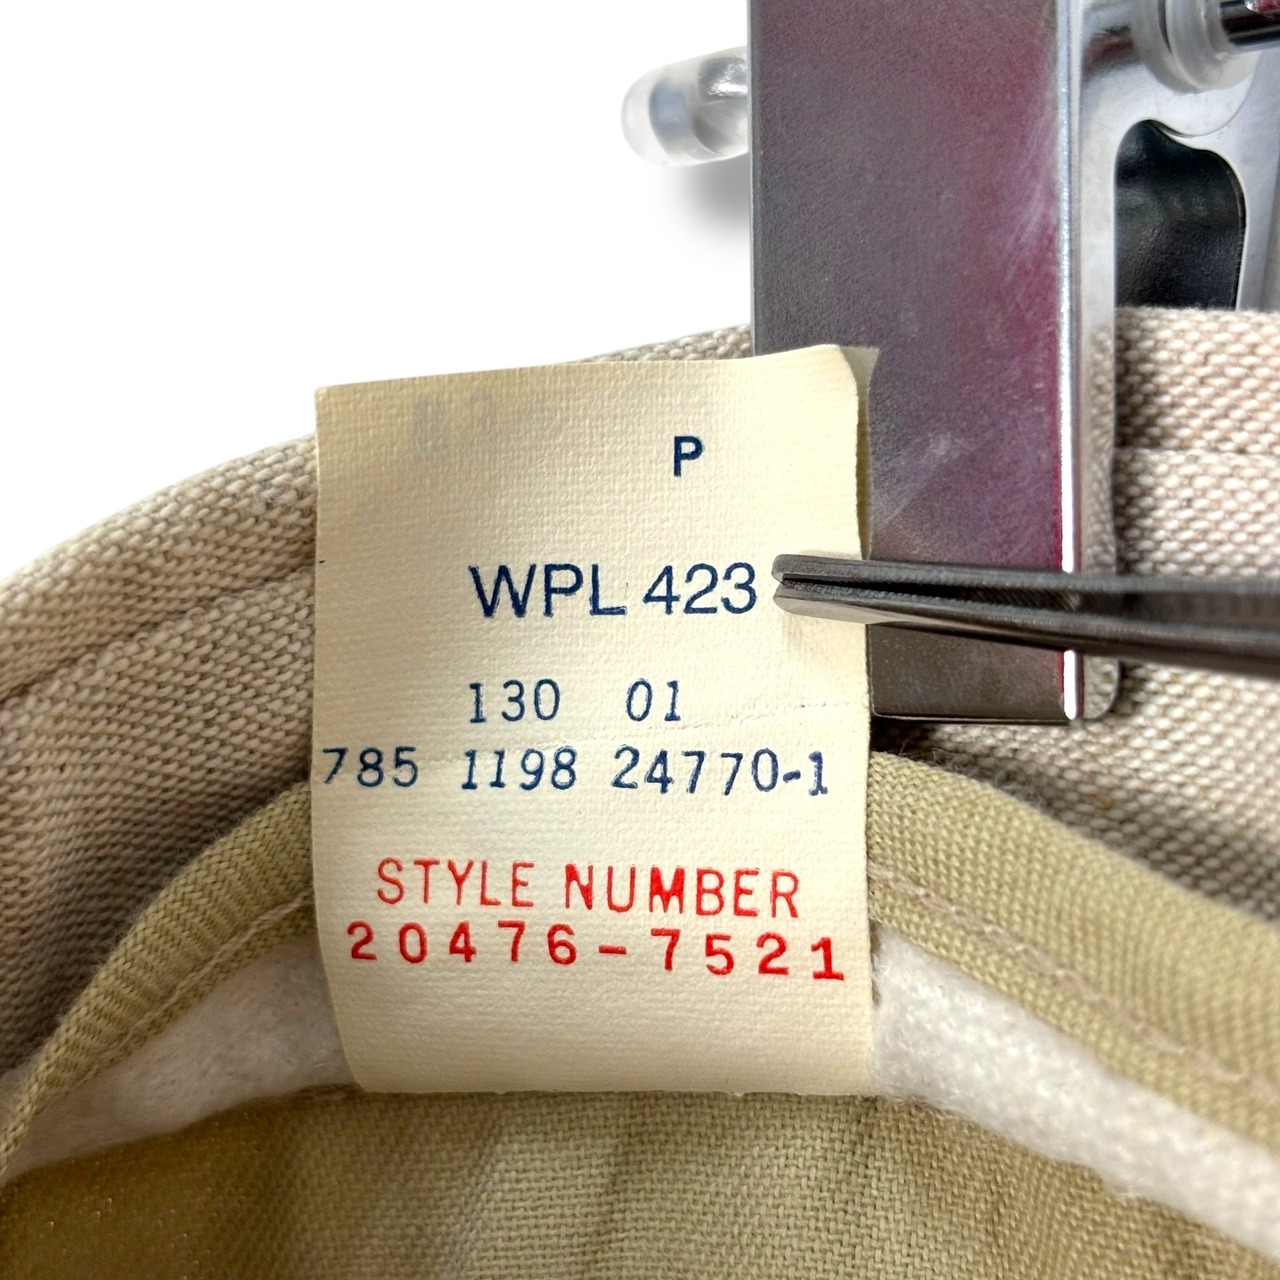 P
WPL 423
130 01
785 1198 24770-1
STYLE NUMBER
20476-7521